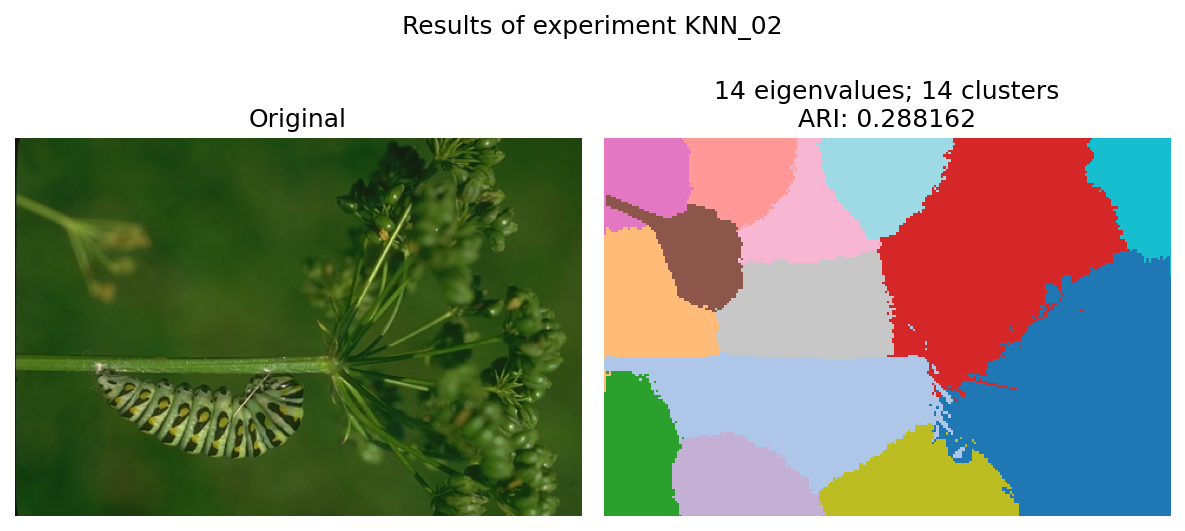 Results of experiment KNN_02
Original
14 eigenvalues; 14 clusters
ARI: 0.288162